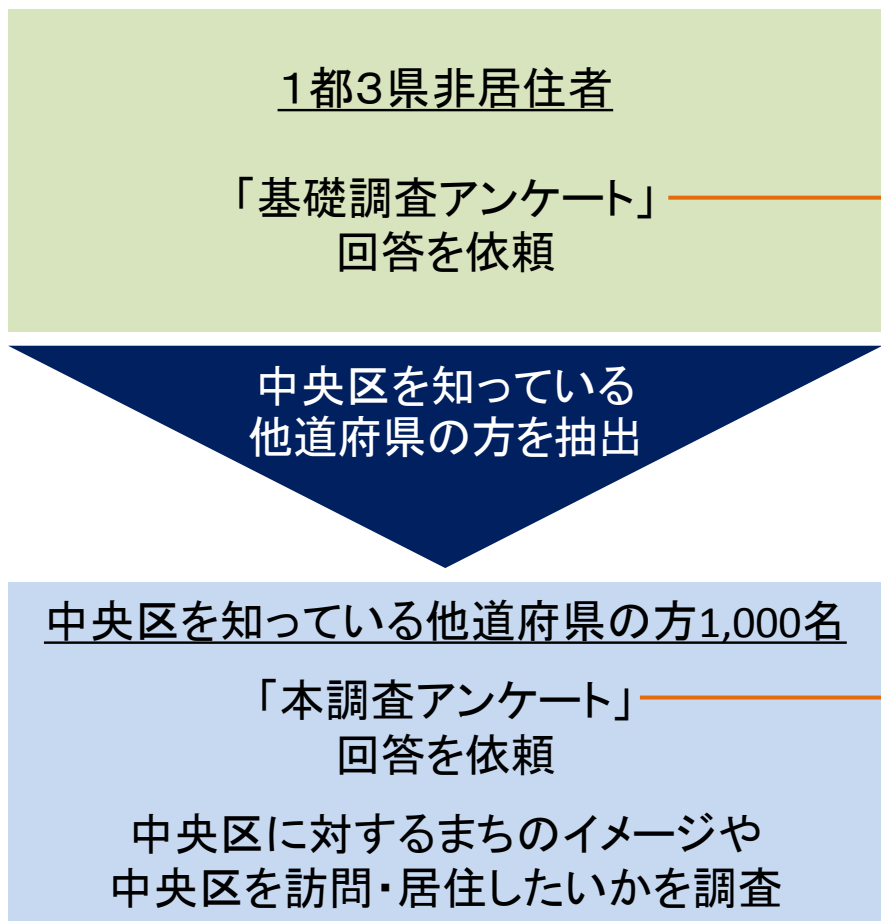 1都3県非居住者
「基礎調査アンケート」
回答を依頼
中央区を知っている
他道府県の方を抽出
中央区を知っている他道府県の方1,000名
「本調査アンケート」
回答を依頼
中央区に対するまちのイメージや
中央区を訪問・居住したいかを調査